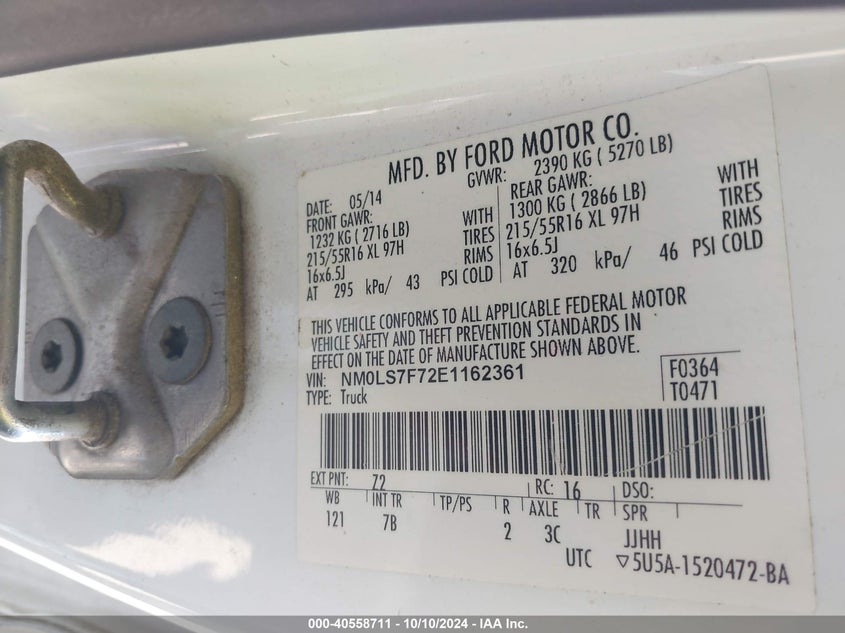 MFD. BY FORD MOTOR CO.
DATE: 05/14 GVWR: 2390 KG ( 5270 LB)
FRONT GAWR: REAR GAWR:
1232 KG ( 2716 LB) WITH 1300 KG ( 2866 LB) WITH
215/55R16 XL 97H TIRES 215/55R16 XL 97H TIRES
16x6.5J RIMS 16x6.5J RIMS
AT 295 kPa/ 43 PSI COLD AT 320 kPa/ 46 PSI COLD
THIS VEHICLE CONFORMS TO ALL APPLICABLE FEDERAL MOTOR
VEHICLE SAFETY AND THEFT PREVENTION STANDARDS IN
EFFECT ON THE DATE OF MANUFACTURE SHOWN ABOVE.
VIN: NM0LS7F72E1162361 F0364
TYPE: Truck T0471
EXT PNT: Z2 RC: 16 DSO:
WB INT TR TP/PS R AXLE TR SPR
121 7B 2 3C JJHH
UTC ▽5U5A-1520472-BA
000-40558711 - 10/10/2024 - IAA Inc.